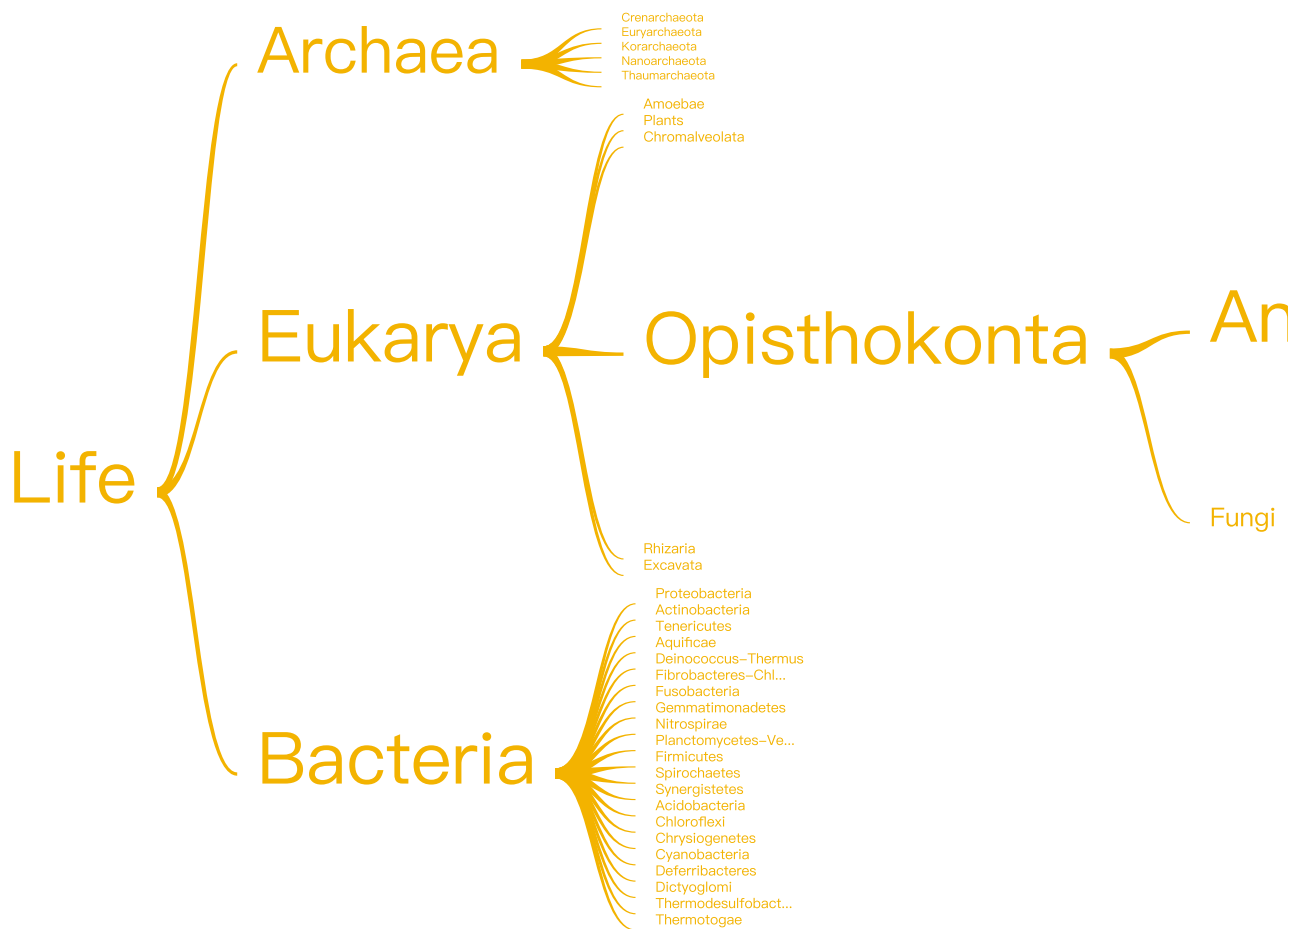 Life
Archaea
Crenarchaeota
Euryarchaeota
Korarchaeota
Nanoarchaeota
Thaumarchaeota
Eukarya
Amoebae
Plants
Chromalveolata
Opisthokonta
Fungi
Rhizaria
Excavata
Bacteria
Proteobacteria
Actinobacteria
Tenericutes
Aquificae
Deinococcus–Thermus
Fibrobacteres–Chl...
Fusobacteria
Gemmatimonadetes
Nitrospirae
Planctomycetes–Ve...
Firmicutes
Spirochaetes
Synergistetes
Acidobacteria
Chloroflexi
Chrysiogenetes
Cyanobacteria
Deferribacteres
Dictyoglomi
Thermodesulfobact...
Thermotogae